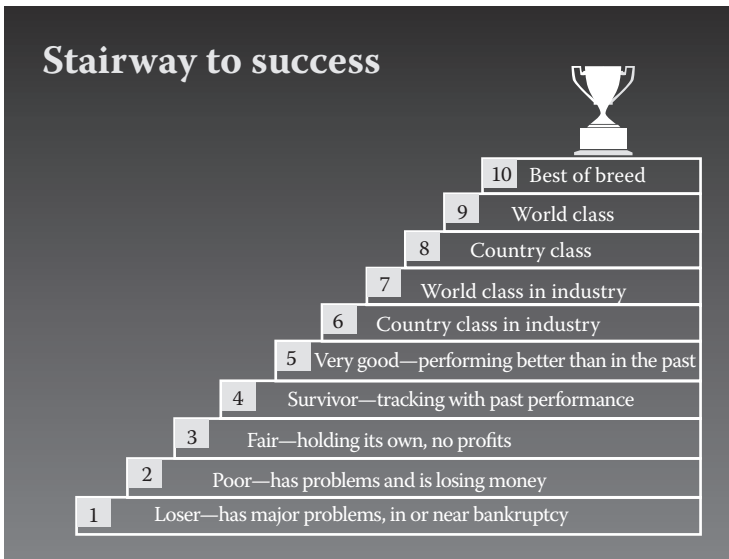 Stairway to success
10 Best of breed
9 World class
8 Country class
7 World class in industry
6 Country class in industry
5 Very good—performing better than in the past
4 Survivor—tracking with past performance
3 Fair—holding its own, no profits
2 Poor—has problems and is losing money
1 Loser—has major problems, in or near bankruptcy